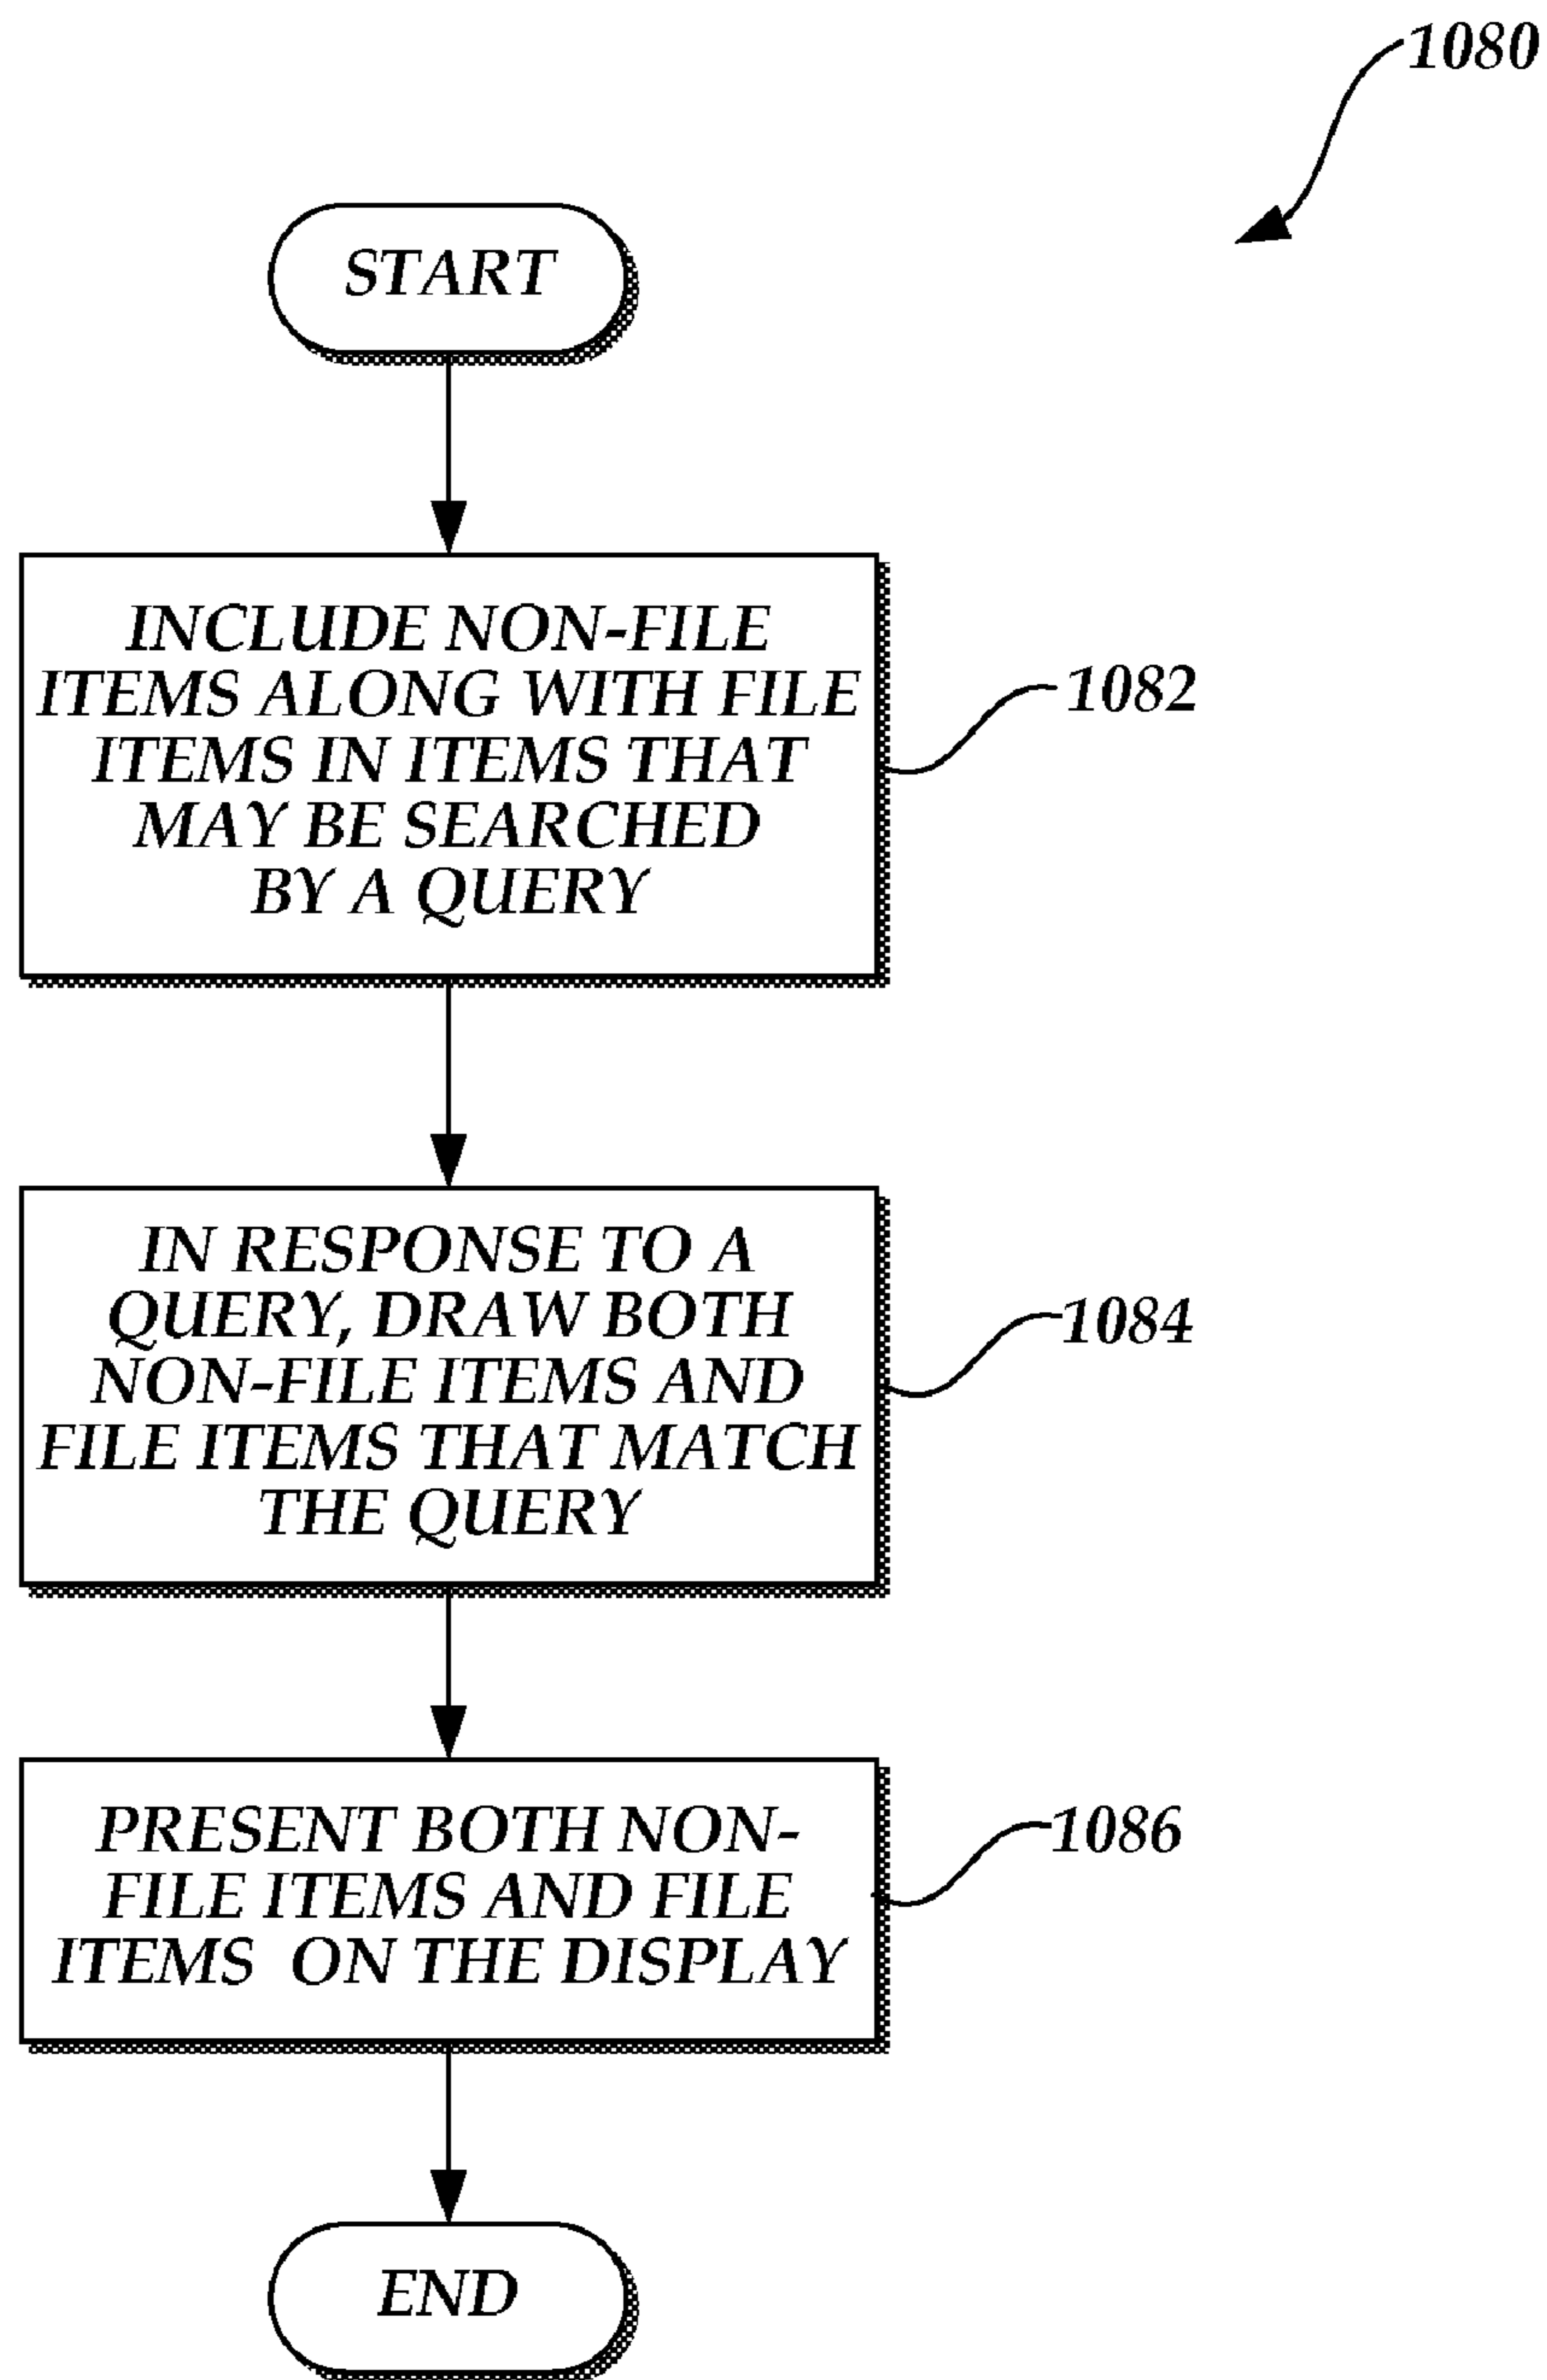 1080
START
INCLUDE NON-FILE
ITEMS ALONG WITH FILE
ITEMS IN ITEMS THAT
MAY BE SEARCHED
BY A QUERY
1082
IN RESPONSE TO A
QUERY, DRAW BOTH
NON-FILE ITEMS AND
FILE ITEMS THAT MATCH
THE QUERY
1084
PRESENT BOTH NON-
FILE ITEMS AND FILE
ITEMS ON THE DISPLAY
1086
END